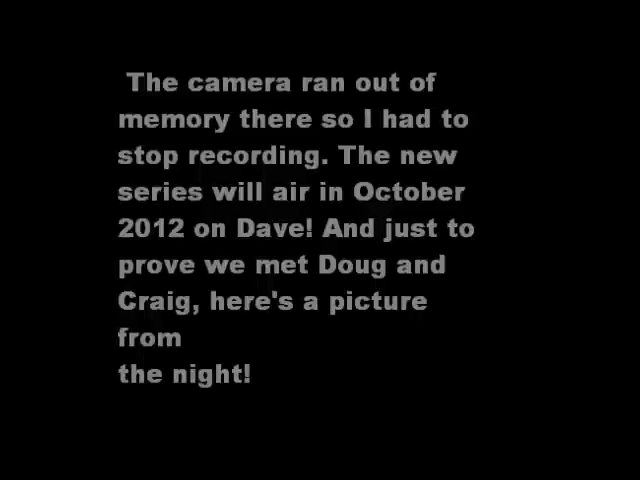 The camera ran out of
memory there so I had to
stop recording. The new
series will air in October
2012 on Dave! And just to
prove we met Doug and
Craig, here's a picture
from
the night!